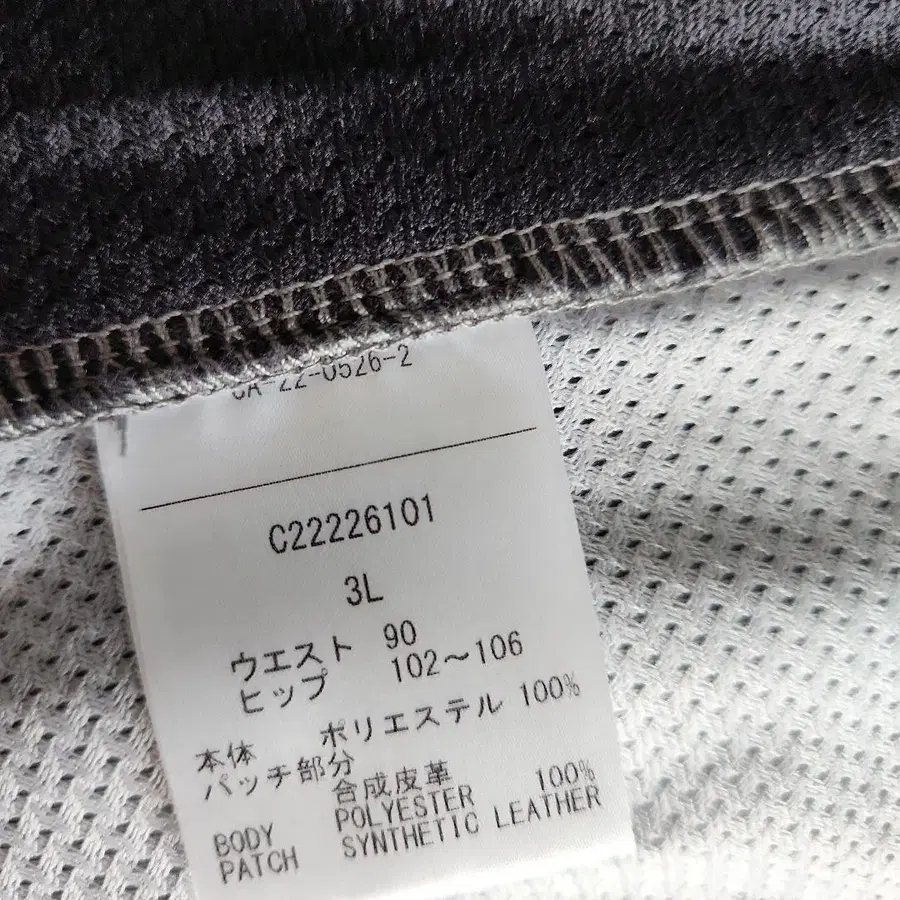 CA-22-0526-2
C22226101
3L
ウエスト 90
ヒップ 102～106
本体 ポリエステル 100%
パッチ部分
合成皮革
BODY POLYESTER 100%
PATCH SYNTHETIC LEATHER